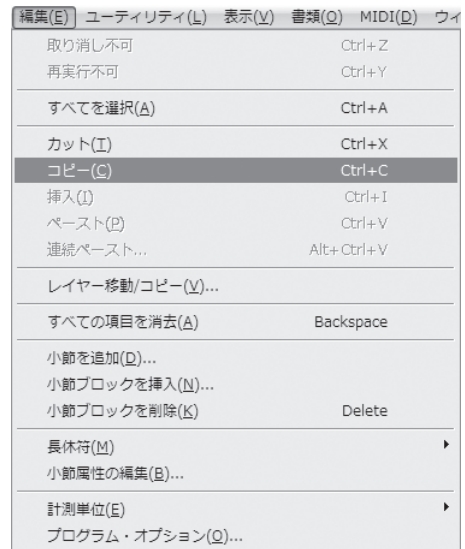 編集(E) ユーティリティ(L) 表示(V) 書類(O) MIDI(D) ウィ
取り消し不可 Ctrl+Z
再実行不可 Ctrl+Y
すべてを選択(A) Ctrl+A
カット(T) Ctrl+X
コピー(C) Ctrl+C
挿入(I) Ctrl+I
ペースト(P) Ctrl+V
連続ペースト... Alt+Ctrl+V
レイヤー移動/コピー(V)...
すべての項目を消去(A) Backspace
小節を追加(D)...
小節ブロックを挿入(N)...
小節ブロックを削除(K) Delete
長休符(M)
小節属性の編集(B)...
計測単位(E)
プログラム・オプション(O)...